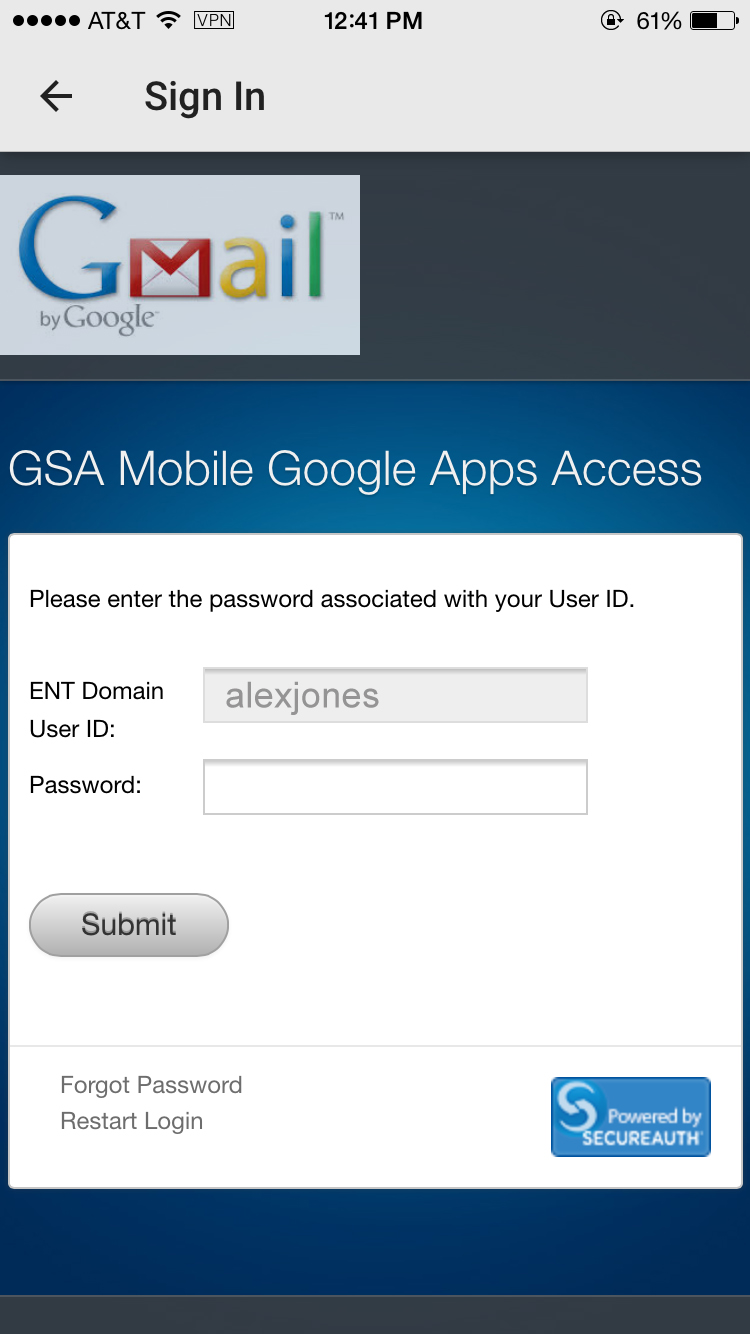 AT&T VPN 12:41 PM 61%
Sign In
Gmail™
by Google™
GSA Mobile Google Apps Access
Please enter the password associated with your User ID.
ENT Domain
User ID:
alexjones
Password:
Submit
Forgot Password
Restart Login
Powered by
SECUREAUTH